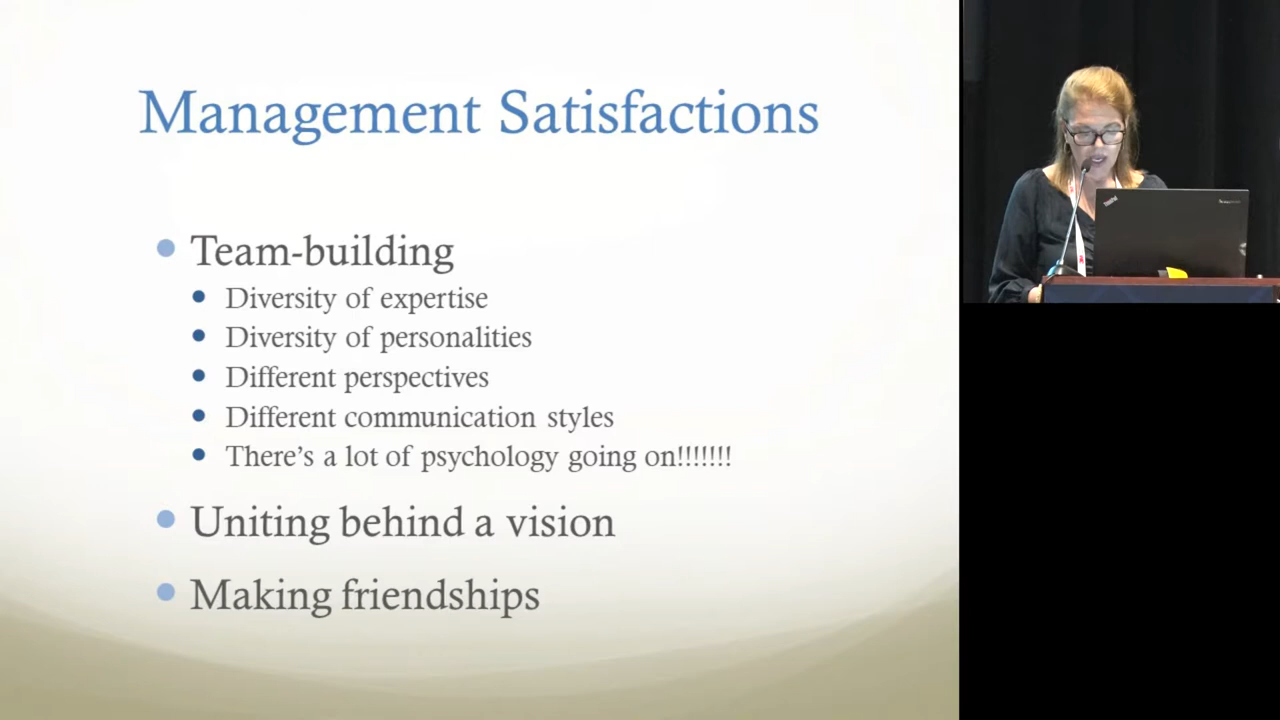 Management Satisfactions
Team-building
Diversity of expertise
Diversity of personalities
Different perspectives
Different communication styles
There's a lot of psychology going on!!!!!!!
Uniting behind a vision
Making friendships
ThinkPad